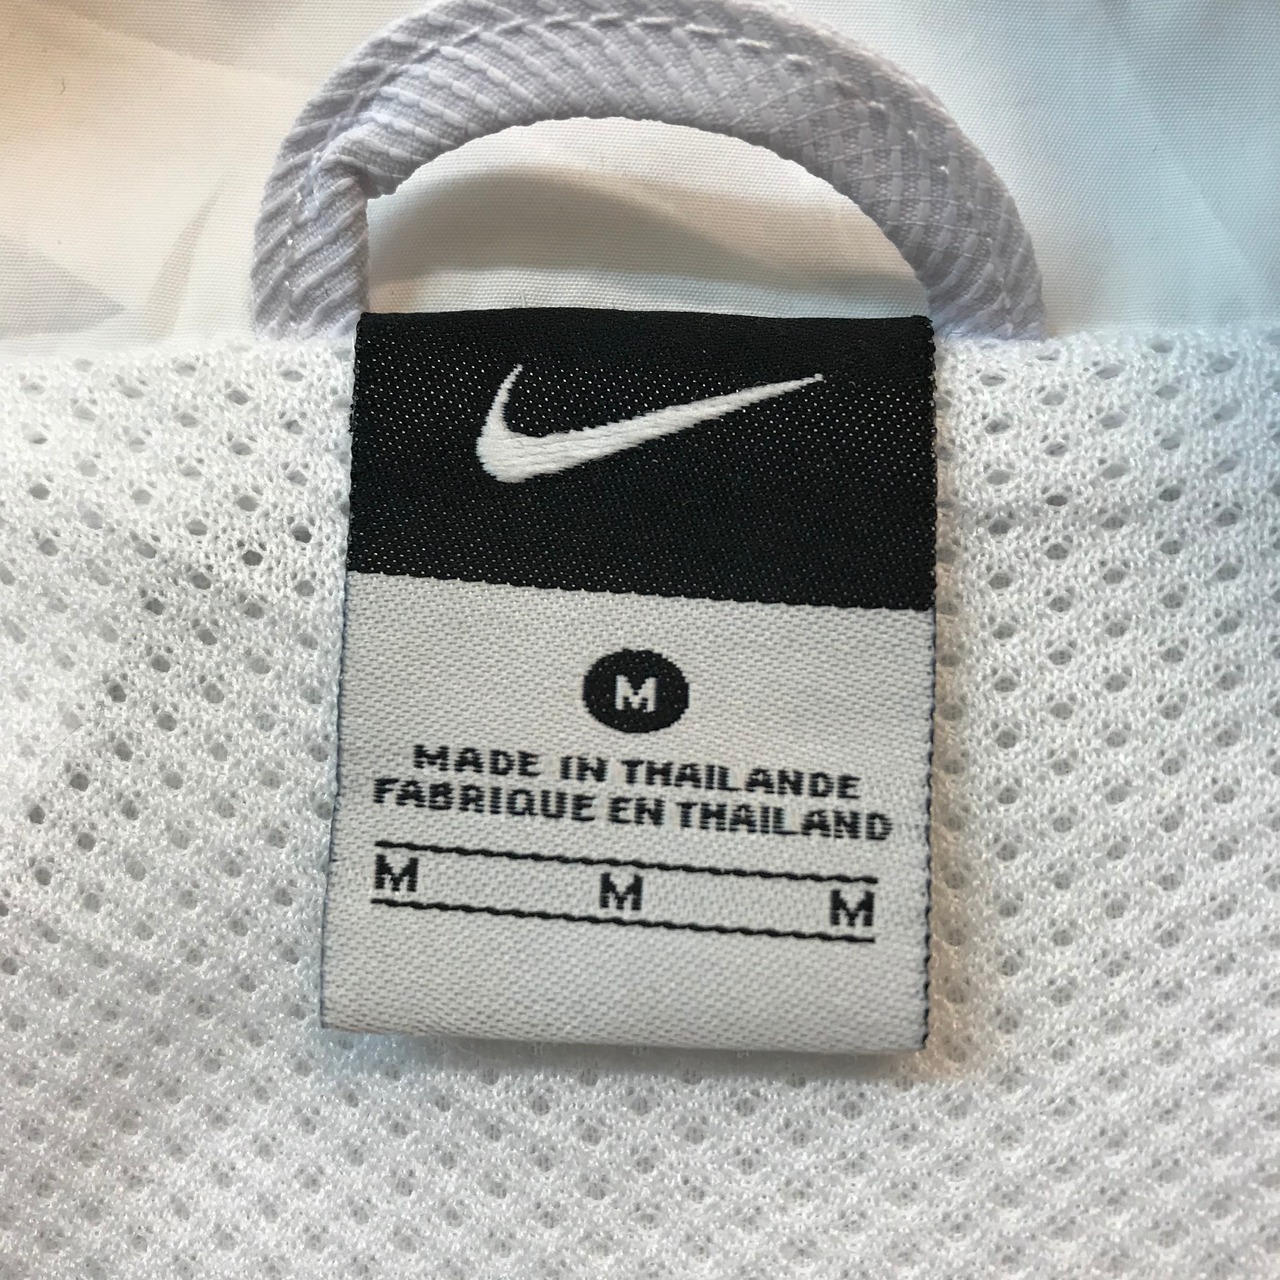 M
MADE IN THAILANDE
FABRIQUE EN THAILAND
M M M